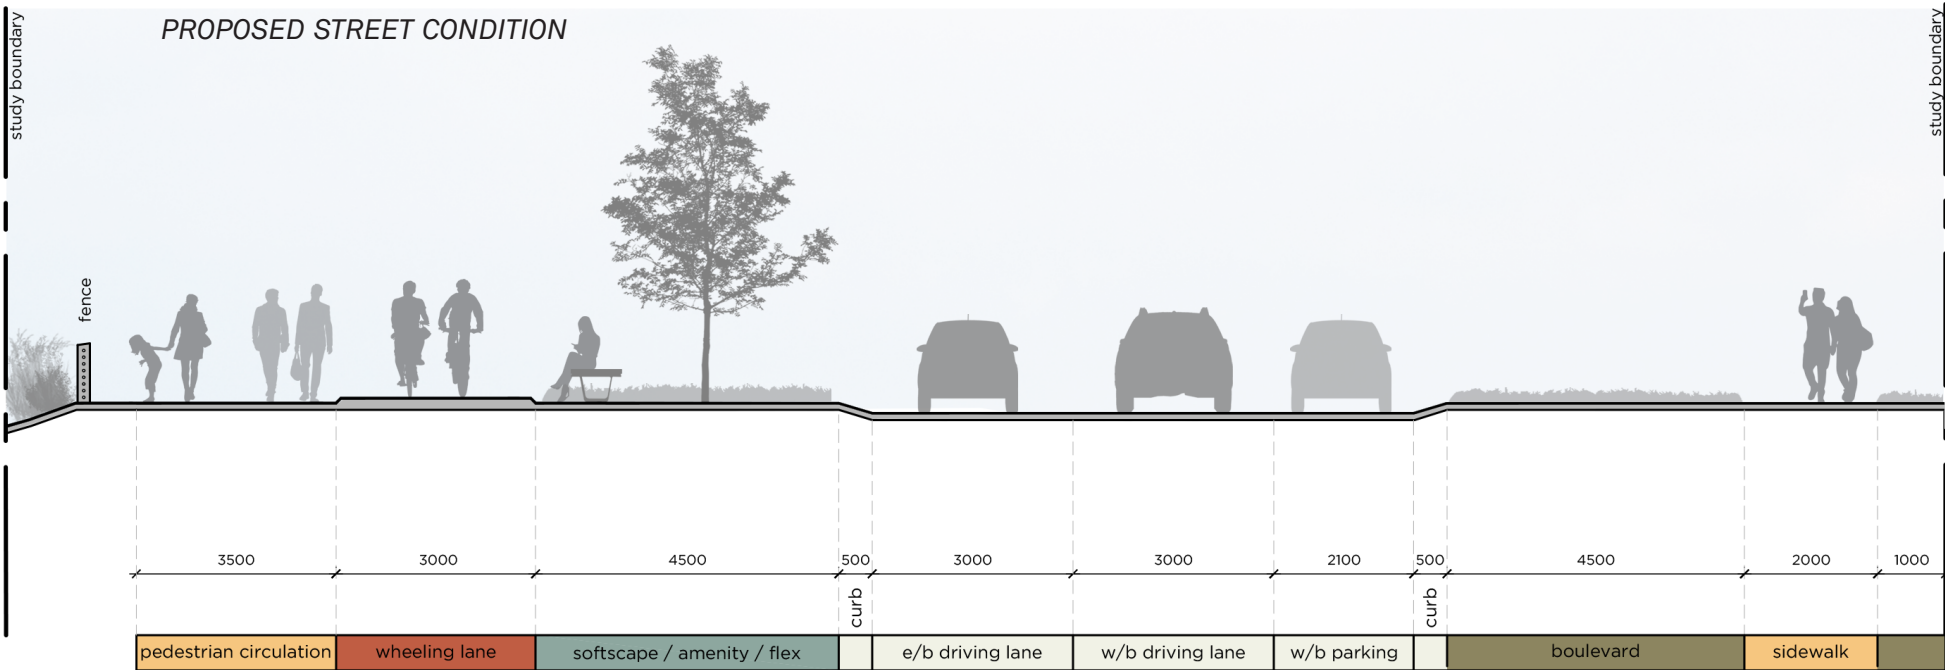 PROPOSED STREET CONDITION
study boundary
study boundary
fence
3500
3000
4500
500
3000
3000
2100
500
4500
2000
1000
curb
curb
pedestrian circulation
wheeling lane
softscape / amenity / flex
e/b driving lane
w/b driving lane
w/b parking
boulevard
sidewalk